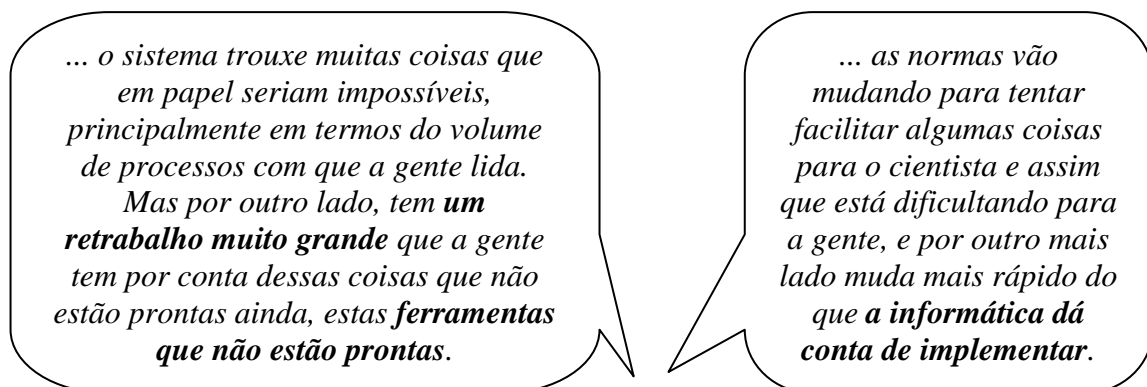 ... o sistema trouxe muitas coisas que
em papel seriam impossíveis,
principalmente em termos do volume
de processos com que a gente lida.
Mas por outro lado, tem um
retrabalho muito grande que a gente
tem por conta dessas coisas que não
estão prontas ainda, estas ferramentas
que não estão prontas.
... as normas vão
mudando para tentar
facilitar algumas coisas
para o cientista e assim
que está dificultando para
a gente, e por outro mais
lado muda mais rápido do
que a informática dá
conta de implementar.